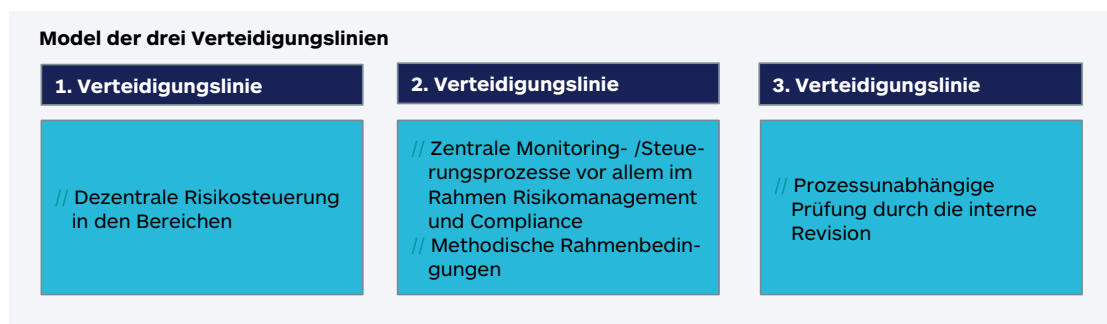 Model der drei Verteidigungslinien
1. Verteidigungslinie
// Dezentrale Risikosteuerung
in den Bereichen
2. Verteidigungslinie
// Zentrale Monitoring- /Steue-
rungsprozesse vor allem im
Rahmen Risikomanagement
und Compliance
// Methodische Rahmenbedin-
gungen
3. Verteidigungslinie
// Prozessunabhängige
Prüfung durch die interne
Revision